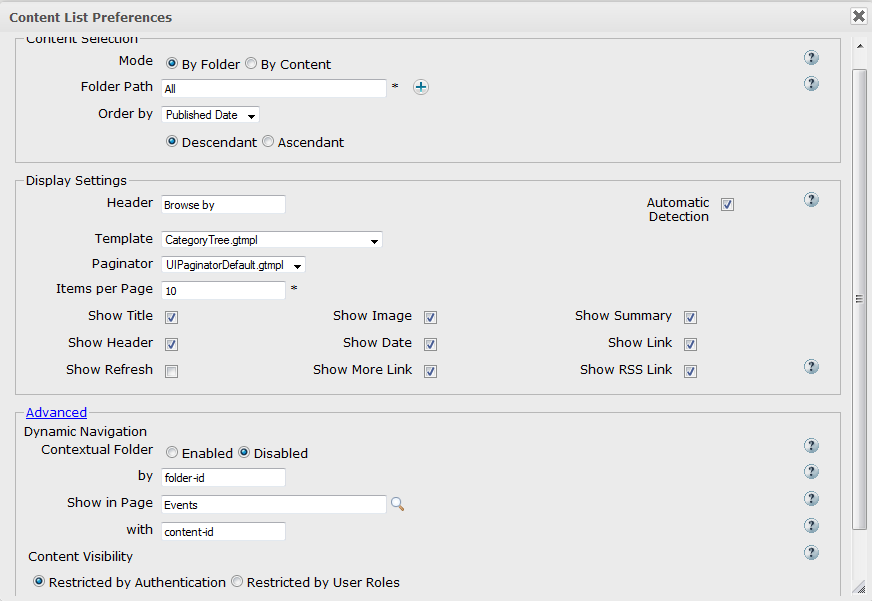 Content List Preferences
Content Selection
Mode By Folder By Content
Folder Path All *
Order by Published Date
Descendant Ascendant
Display Settings
Header Browse by Automatic
Detection
Template CategoryTree.gtmpl
Paginator UIPaginatorDefault.gtmpl
Items per Page 10 *
Show Title Show Image Show Summary
Show Header Show Date Show Link
Show Refresh Show More Link Show RSS Link
Advanced
Dynamic Navigation
Contextual Folder Enabled Disabled
by folder-id
Show in Page Events
with content-id
Content Visibility
Restricted by Authentication Restricted by User Roles